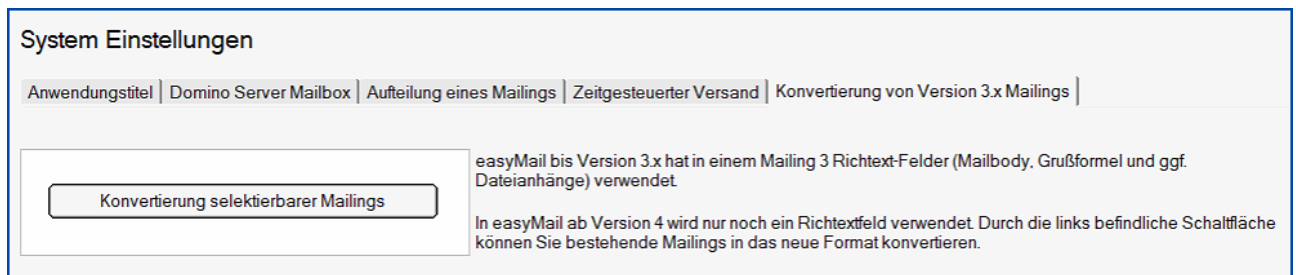 System Einstellungen
Anwendungstitel | Domino Server Mailbox | Aufteilung eines Mailings | Zeitgesteuerter Versand | Konvertierung von Version 3.x Mailings
Konvertierung selektierbarer Mailings
easyMail bis Version 3.x hat in einem Mailing 3 Richtext-Felder (Mailbody, Grußformel und ggf.
Dateianhänge) verwendet.
In easyMail ab Version 4 wird nur noch ein Richtextfeld verwendet. Durch die links befindliche Schaltfläche
können Sie bestehende Mailings in das neue Format konvertieren.